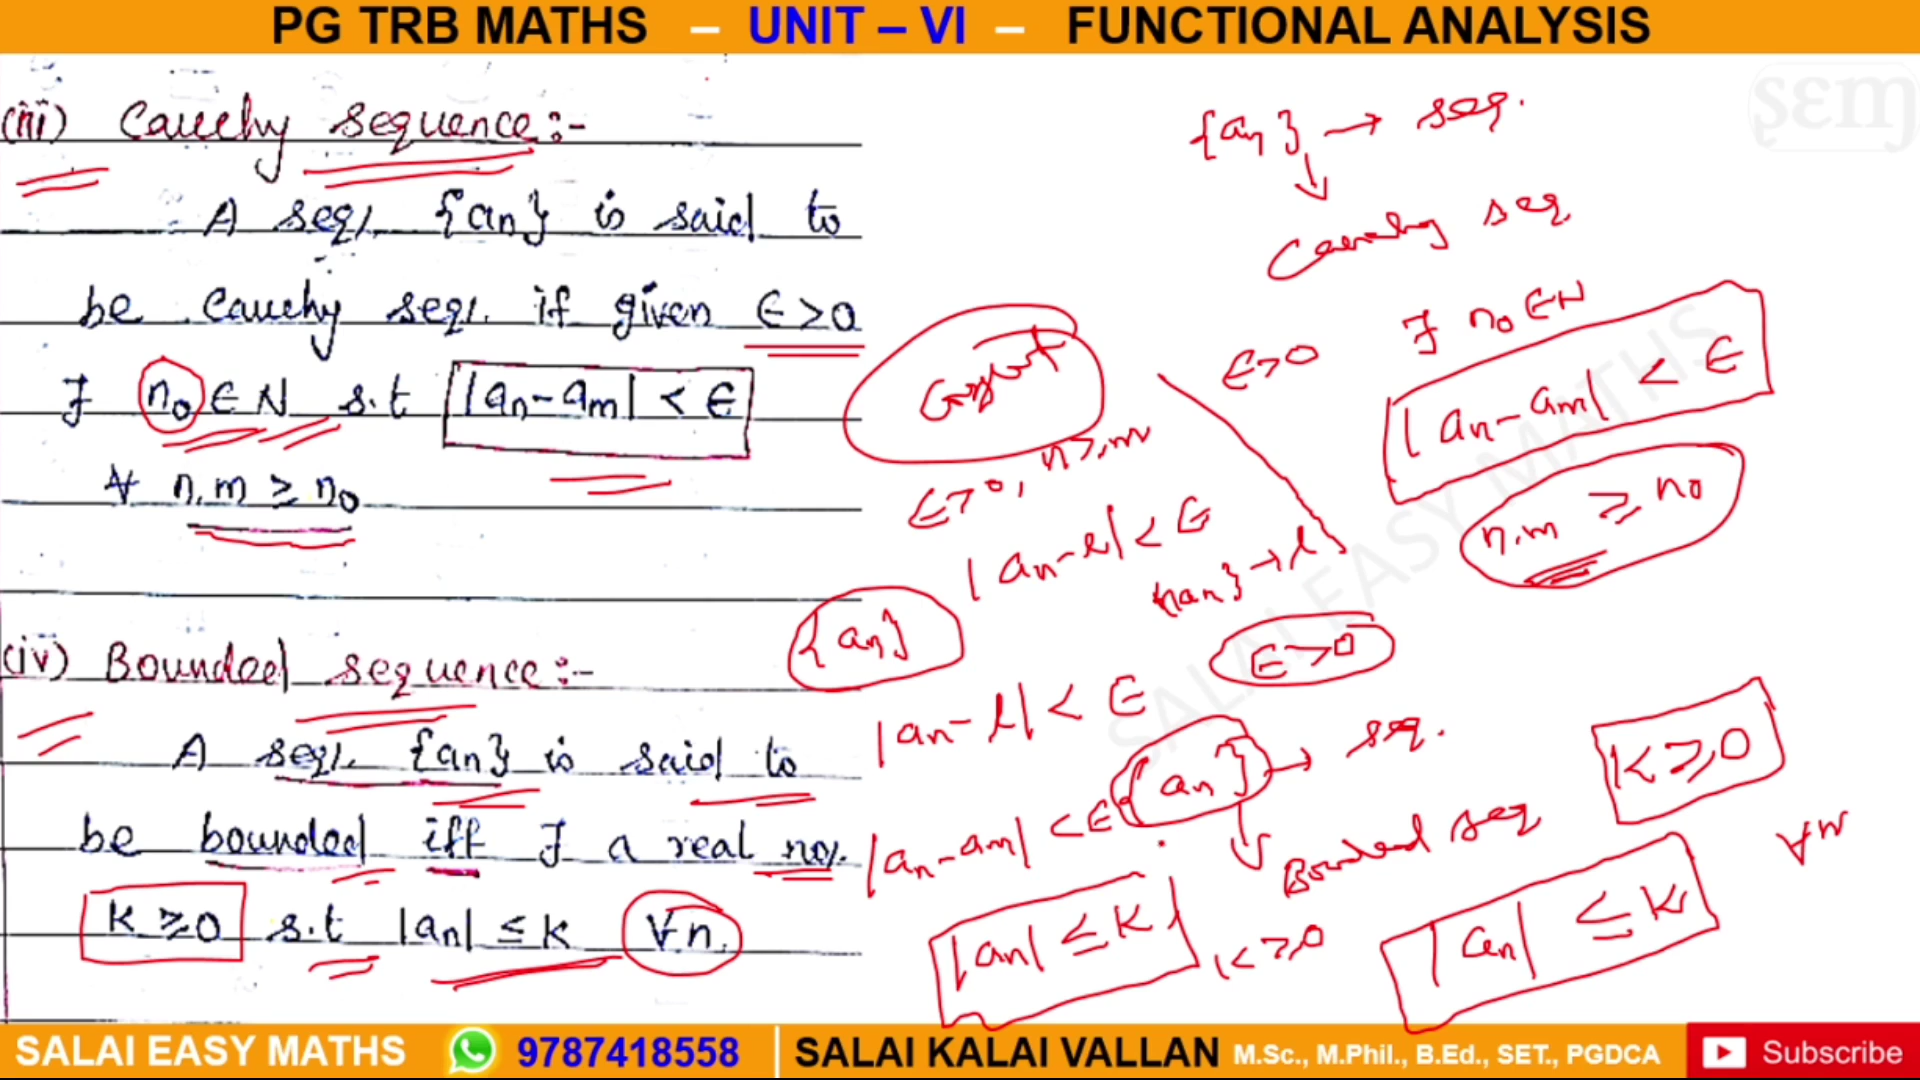 PG TRB MATHS – UNIT – VI – FUNCTIONAL ANALYSIS
sεm
(iii) Cauchy sequence:-
A seq. {an} is said to
be Cauchy seq. if given ∈>0
∃ n₀∈N s.t |an-am| < ∈
∀ n,m ≥ n₀
(iv) Bounded sequence:-
A seq. {an} is said to
be bounded iff ∃ a real no.
K ≥0 s.t |an| ≤ K ∀n.
{an} → seq.
Cauchy seq
∈>0 ∃ n₀∈N
|an-am| < ∈
n,m ≥ n₀
∈>0, n≥m
|an-l| < ∈
{an} → l
{an}
∈>0
|an-l| < ∈
{an} → seq.
K ≥0
|an-am| < ∈
Bounded seq
∀n
|an| ≤ K
K ≥0
|an| ≤ K
SALAI EASY MATHS
SALAI EASY MATHS 9787418558 SALAI KALAI VALLAN M.Sc., M.Phil., B.Ed., SET., PGDCA Subscribe